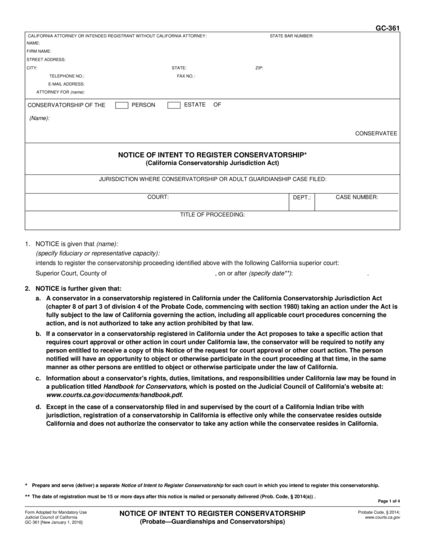 GC-361
CALIFORNIA ATTORNEY OR INTENDED REGISTRANT WITHOUT CALIFORNIA ATTORNEY: STATE BAR NUMBER:
NAME:
FIRM NAME:
STREET ADDRESS:
CITY: STATE: ZIP:
TELEPHONE NO.: FAX NO. :
E-MAIL ADDRESS:
ATTORNEY FOR (name):
CONSERVATORSHIP OF THE PERSON ESTATE OF
(Name):
CONSERVATEE
NOTICE OF INTENT TO REGISTER CONSERVATORSHIP*
(California Conservatorship Jurisdiction Act)
JURISDICTION WHERE CONSERVATORSHIP OR ADULT GUARDIANSHIP CASE FILED:
COURT: DEPT.: CASE NUMBER:
TITLE OF PROCEEDING:
1. NOTICE is given that (name):
(specify fiduciary or representative capacity):
intends to register the conservatorship proceeding identified above with the following California superior court:
Superior Court, County of , on or after (specify date**): .
2. NOTICE is further given that:
a. A conservator in a conservatorship registered in California under the California Conservatorship Jurisdiction Act
(chapter 8 of part 3 of division 4 of the Probate Code, commencing with section 1980) taking an action under the Act is
fully subject to the law of California governing the action, including all applicable court procedures concerning the
action, and is not authorized to take any action prohibited by that law.
b. If a conservator in a conservatorship registered in California under the Act proposes to take a specific action that
requires court approval or other action in court under California law, the conservator will be required to notify any
person entitled to receive a copy of this Notice of the request for court approval or other court action. The person
notified will have an opportunity to object or otherwise participate in the court proceeding at that time, in the same
manner as other persons are entitled to object or otherwise participate under the law of California.
c. Information about a conservator's rights, duties, limitations, and responsibilities under California law may be found in
a publication titled Handbook for Conservators, which is posted on the Judicial Council of California's website at:
www.courts.ca.gov/documents/handbook.pdf.
d. Except in the case of a conservatorship filed in and supervised by the court of a California Indian tribe with
jurisdiction, registration of a conservatorship in California is effective only while the conservatee resides outside
California and does not authorize the conservator to take any action while the conservatee resides in California.
* Prepare and serve (deliver) a separate Notice of Intent to Register Conservatorship for each court in which you intend to register this conservatorship.
** The date of registration must be 15 or more days after this notice is mailed or personally delivered (Prob. Code, § 2014(a)) .
Page 1 of 4
Form Adopted for Mandatory Use
Judicial Council of California
GC-361 [New January 1, 2016]
NOTICE OF INTENT TO REGISTER CONSERVATORSHIP
(Probate—Guardianships and Conservatorships)
Probate Code, § 2014;
www.courts.ca.gov